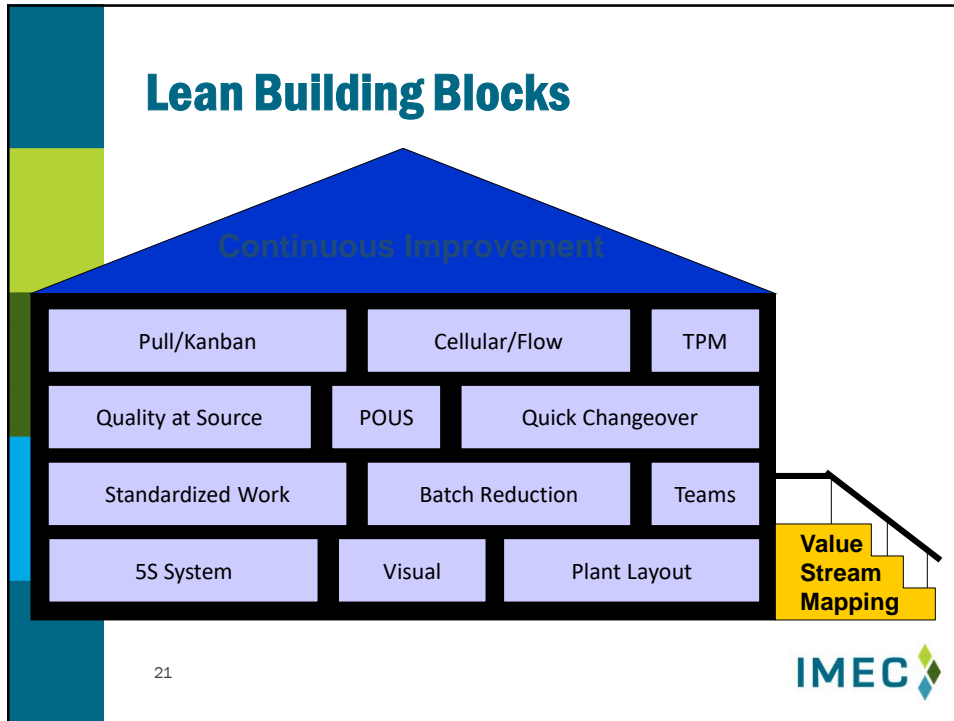 Lean Building Blocks
Continuous Improvement
Pull/Kanban
Cellular/Flow
TPM
Quality at Source
POUS
Quick Changeover
Standardized Work
Batch Reduction
Teams
5S System
Visual
Plant Layout
Value
Stream
Mapping
21
IMEC